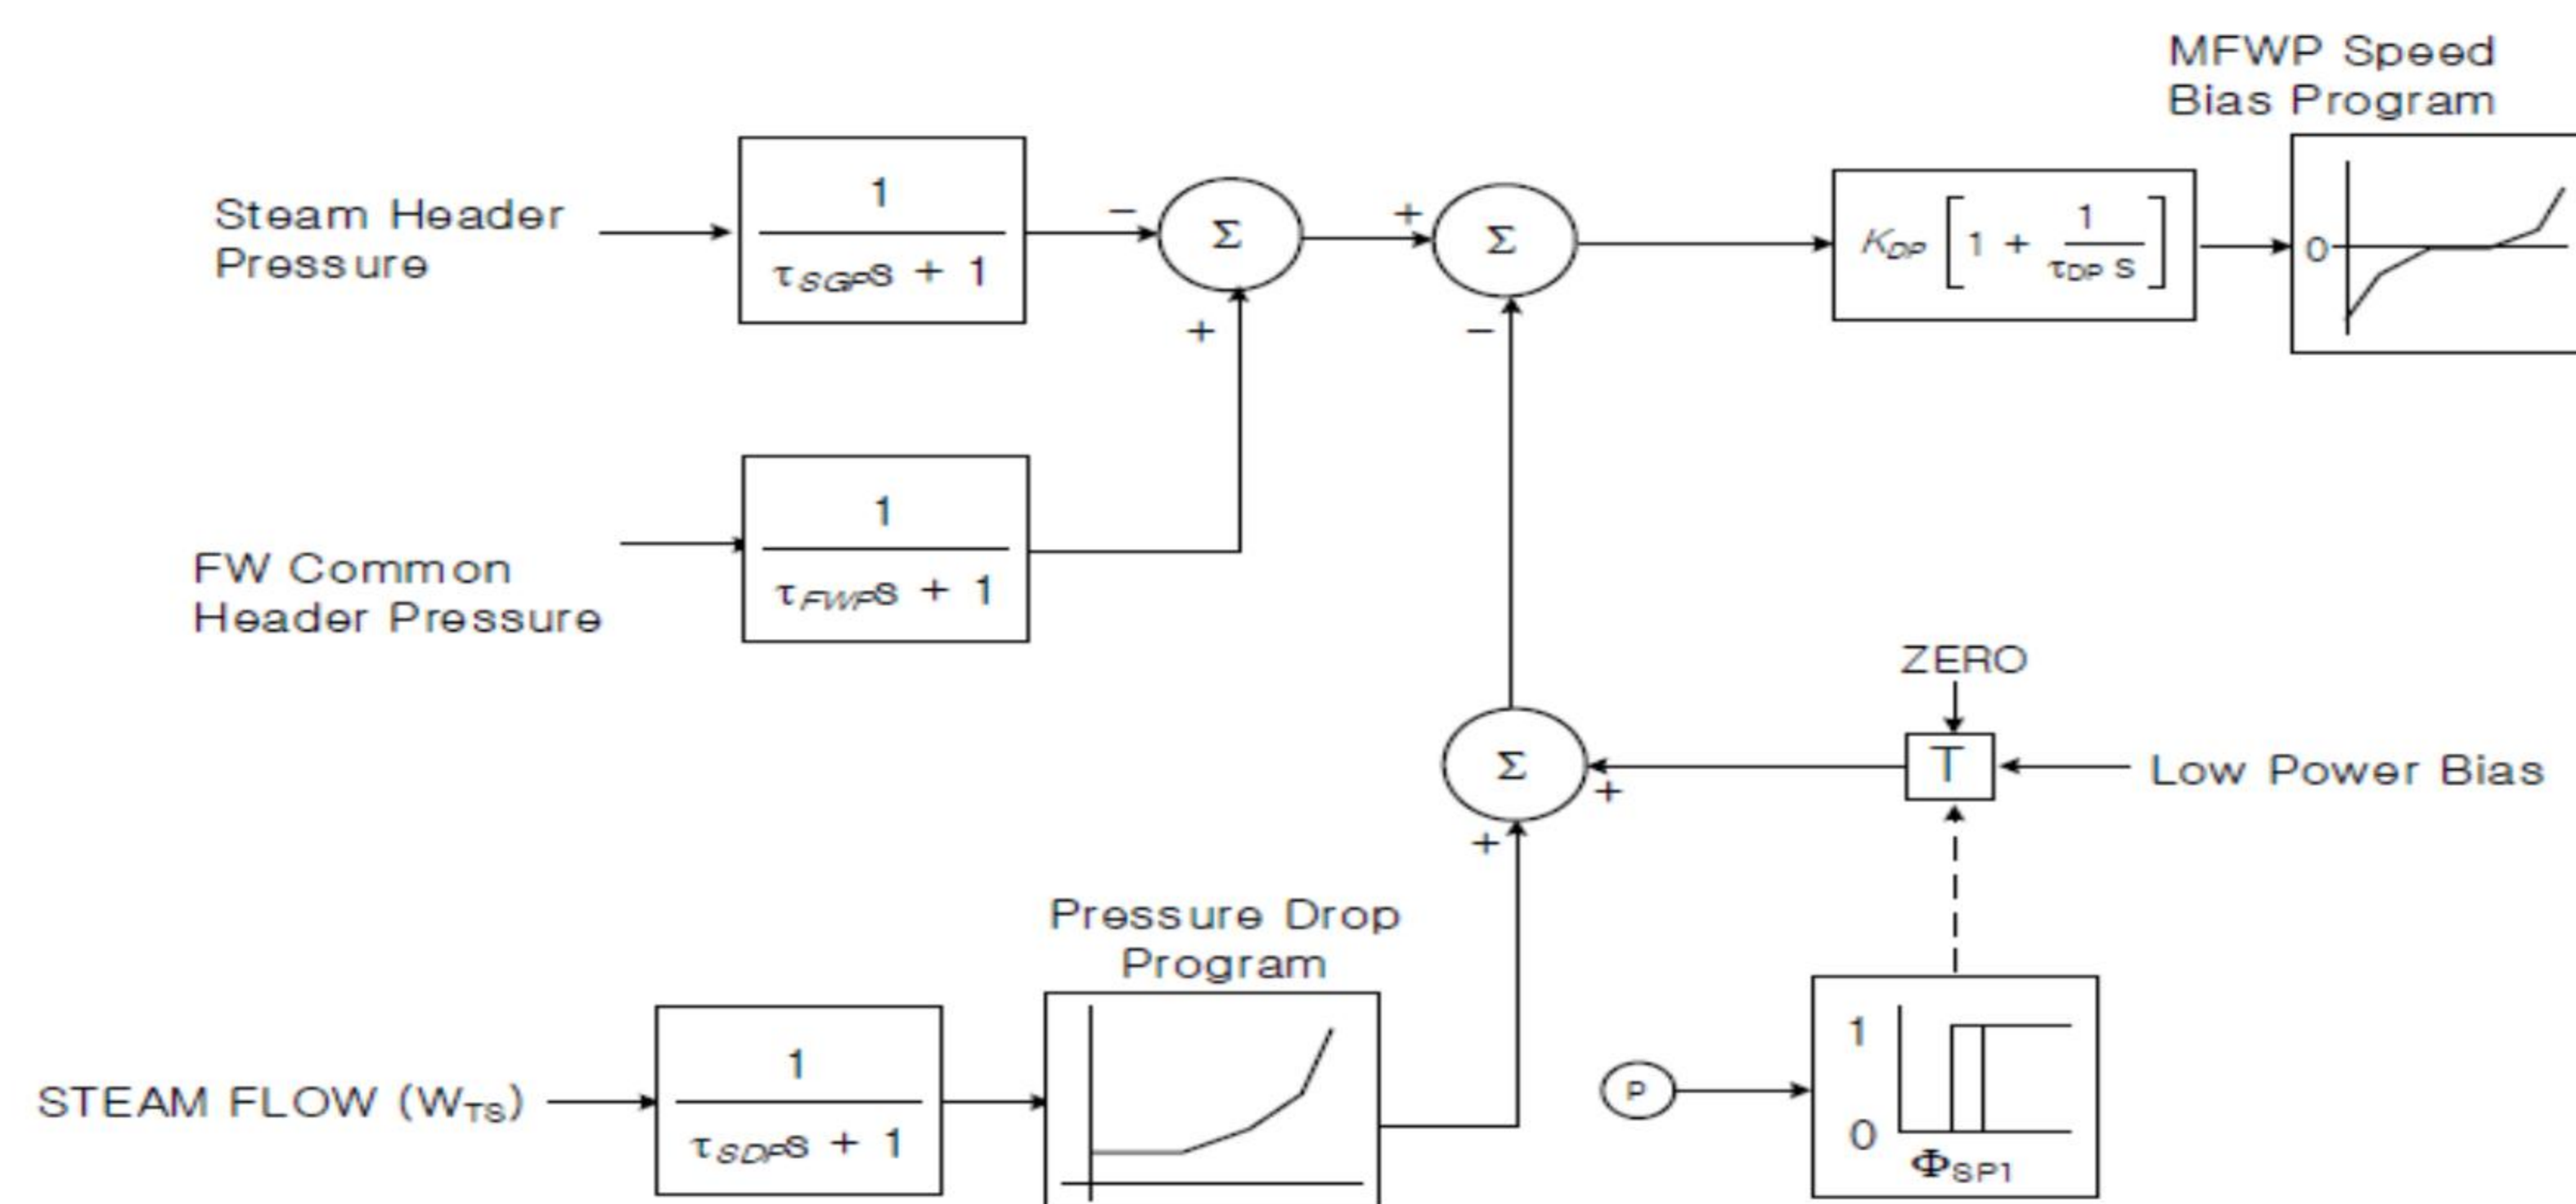 MFWP Speed
Bias Program
Steam Header
Pressure
1
τSGPS + 1
−
Σ
+
+
Σ
−
KDP [1 + 1
τDP S]
0
FW Common
Header Pressure
1
τFWPS + 1
ZERO
Σ
+
+
T
Low Power Bias
Pressure Drop
Program
STEAM FLOW (WTS)
1
τSDPS + 1
P
1
0
ΦSP1